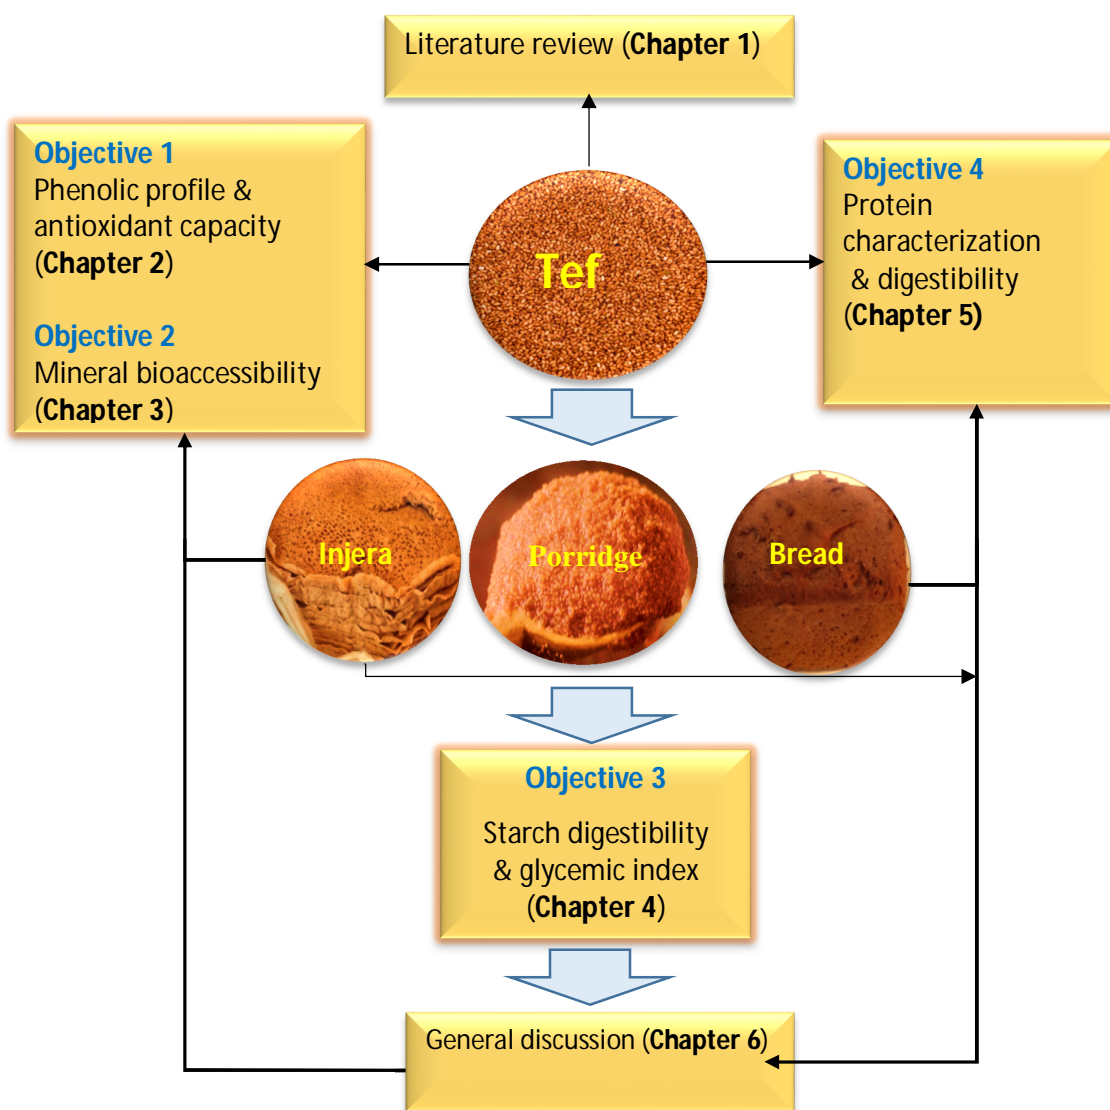 Literature review (Chapter 1)
Objective 1
Phenolic profile &
antioxidant capacity
(Chapter 2)
Objective 2
Mineral bioaccessibility
(Chapter 3)
Tef
Objective 4
Protein
characterization
& digestibility
(Chapter 5)
Injera
Porridge
Bread
Objective 3
Starch digestibility
& glycemic index
(Chapter 4)
General discussion (Chapter 6)